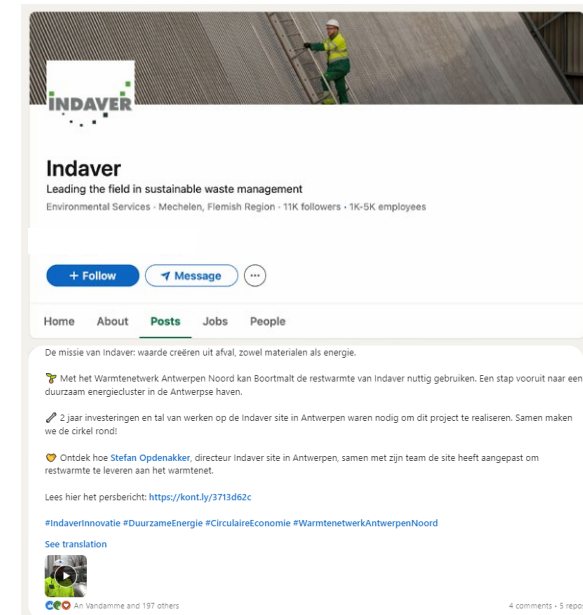 INDAVER
Indaver
Leading the field in sustainable waste management
Environmental Services · Mechelen, Flemish Region · 11K followers · 1K-5K employees
+ Follow Message ...
Home About Posts Jobs People
De missie van Indaver: waarde creëren uit afval, zowel materialen als energie.
Met het Warmtenetwerk Antwerpen Noord kan Boortmalt de restwarmte van Indaver nuttig gebruiken. Een stap vooruit naar een
duurzaam energiecluster in de Antwerpse haven.
2 jaar investeringen en tal van werken op de Indaver site in Antwerpen waren nodig om dit project te realiseren. Samen maken
we de cirkel rond!
Ontdek hoe Stefan Opdenakker, directeur Indaver site in Antwerpen, samen met zijn team de site heeft aangepast om
restwarmte te leveren aan het warmtenet.
Lees hier het persbericht: https://kont.ly/3713d62c
#IndaverInnovatie #DuurzameEnergie #CirculaireEconomie #WarmtenetwerkAntwerpenNoord
See translation
An Vandamme and 197 others 4 comments · 5 repo